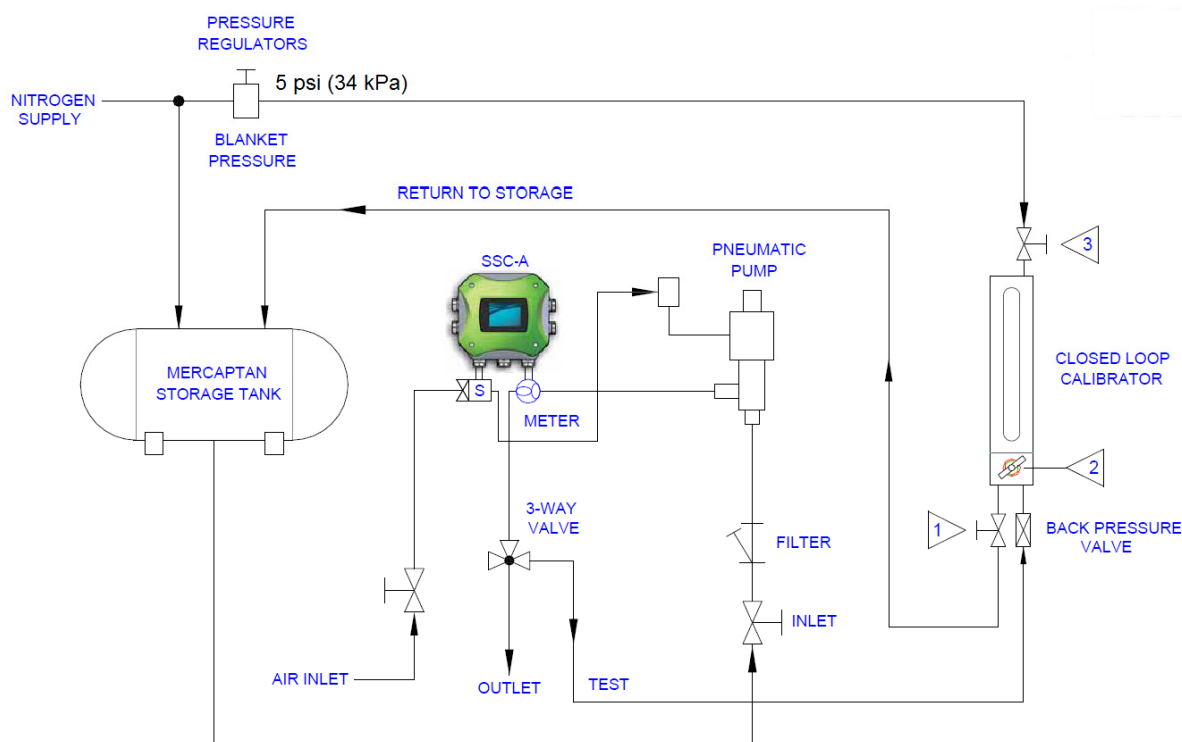 PRESSURE
REGULATORS
5 psi (34 kPa)
NITROGEN
SUPPLY
BLANKET
PRESSURE
RETURN TO STORAGE
3
SSC-A
PNEUMATIC
PUMP
MERCAPTAN
STORAGE TANK
CLOSED LOOP
CALIBRATOR
S
METER
2
3-WAY
VALVE
1
BACK PRESSURE
VALVE
FILTER
INLET
AIR INLET
OUTLET
TEST